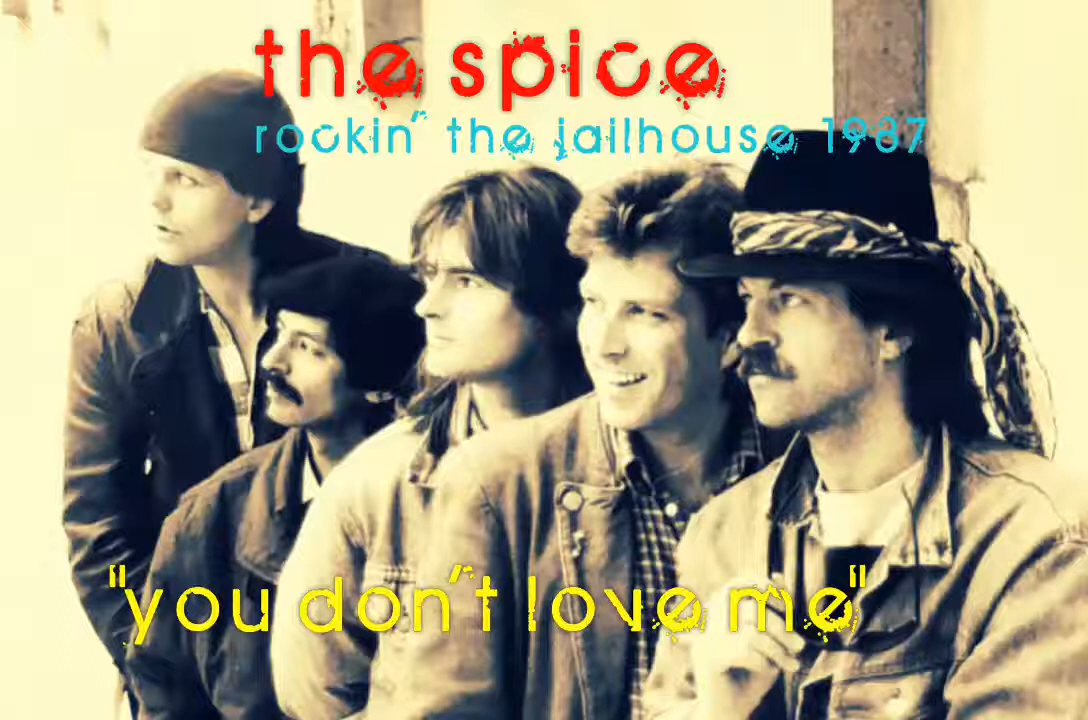 the spice
rockin' the jailhouse 1987
"you don't love me"